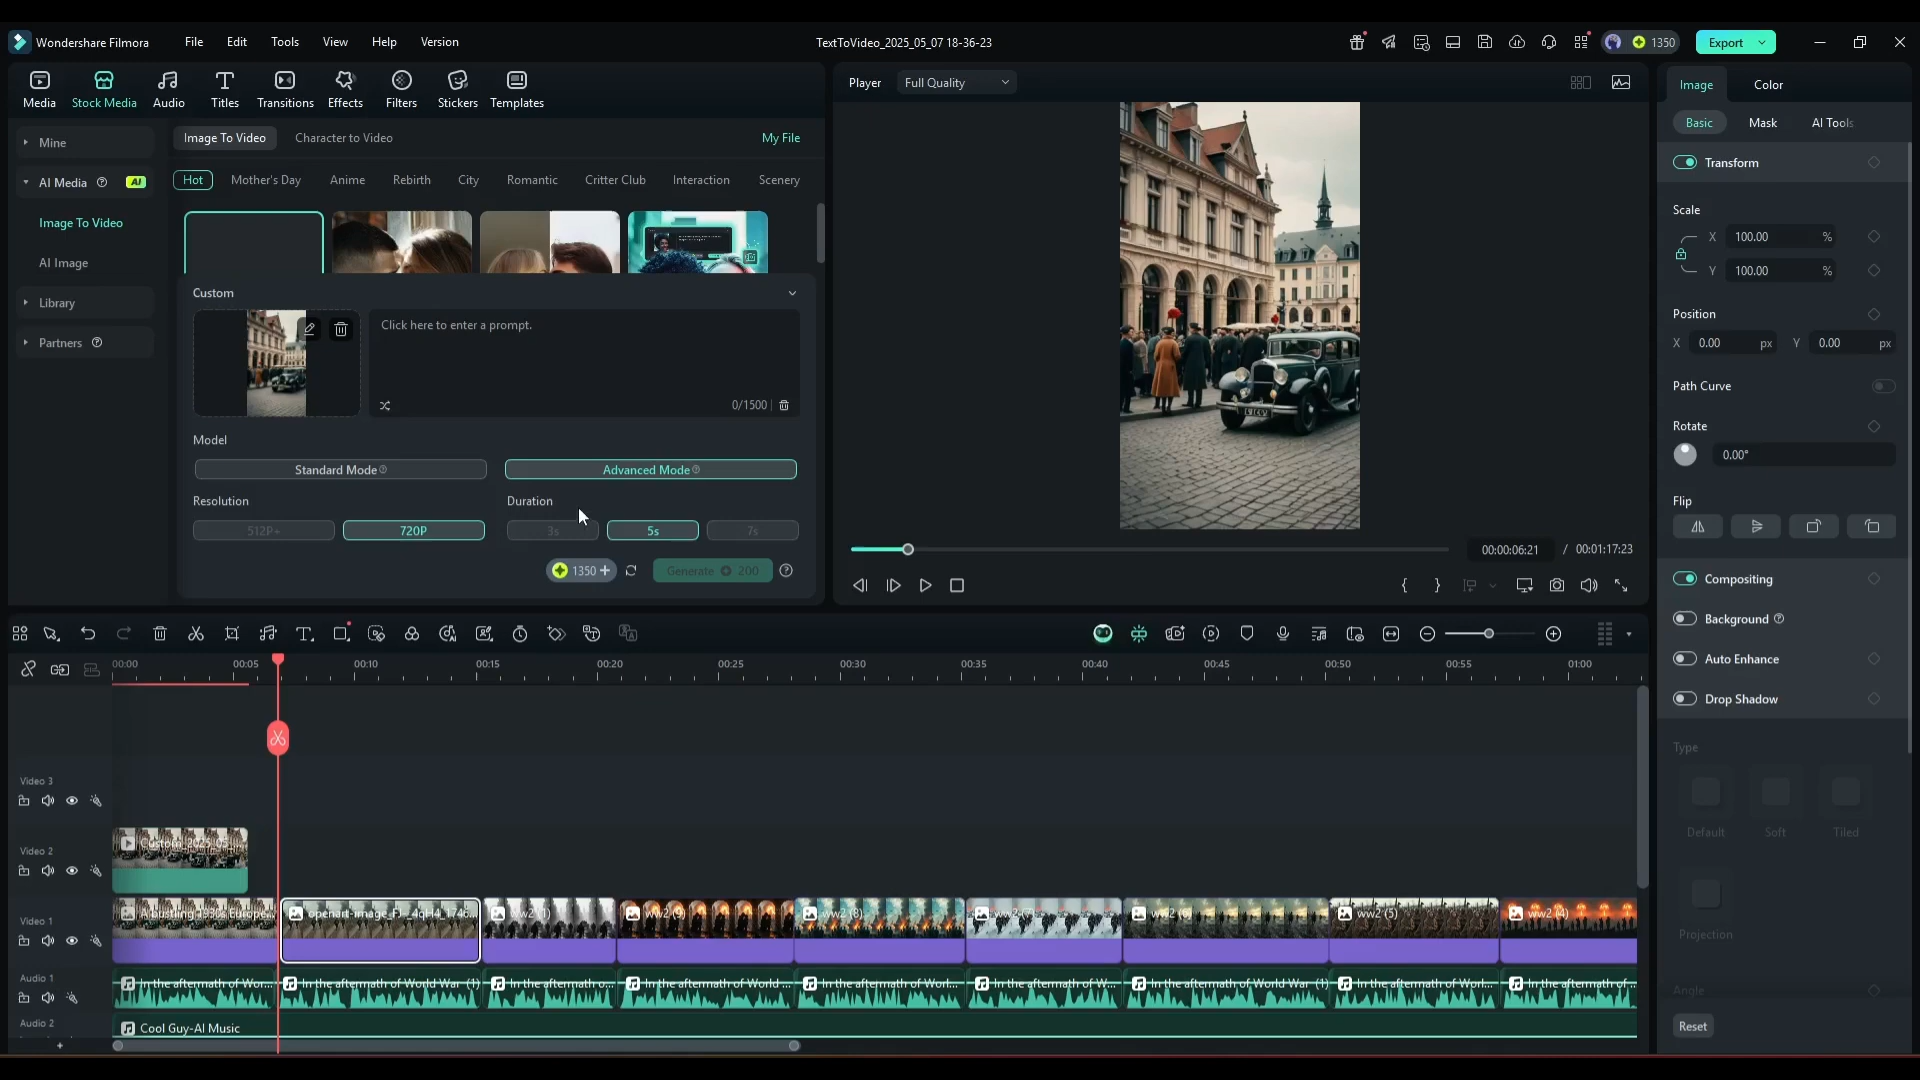 Wondershare Filmora
File
Edit
Tools
View
Help
Version
TextToVideo_2025_05_07 18-36-23
1350
Export
Media
Stock Media
Audio
Titles
Transitions
Effects
Filters
Stickers
Templates
Player
Full Quality
Image
Color
Basic
Mask
AI Tools
Mine
AI Media
AI
Image To Video
AI Image
Library
Partners
Image To Video
Character to Video
My File
Hot
Mother's Day
Anime
Rebirth
City
Romantic
Critter Club
Interaction
Scenery
Custom
Click here to enter a prompt.
0/1500
Model
Standard Mode
Advanced Mode
Resolution
Duration
512P+
720P
3s
5s
7s
1350
Generate
200
00:00:06:21
/ 00:01:17:23
Transform
Scale
X 100.00 %
Y 100.00 %
Position
X 0.00 px
Y 0.00 px
Path Curve
Rotate
0.00°
Flip
Compositing
Background
Auto Enhance
Drop Shadow
Type
Default
Soft
Tiled
Projection
Angle
Reset
00:00
00:05
00:10
00:15
00:20
00:25
00:30
00:35
00:40
00:45
00:50
00:55
01:00
Video 3
Video 2
Custom_2025_05_...
Video 1
A bustling 1930s Europe...
openart-image_FJ-_4qH4_1746...
ww2 (1)
ww2 (9)
ww2 (8)
ww2 (7)
ww2 (6)
ww2 (5)
ww2 (4)
Audio 1
In the aftermath of Wor...
In the aftermath of World War (1)
In the aftermath o...
In the aftermath of World ...
In the aftermath of Worl...
In the aftermath of W...
In the aftermath of World War (1)
In the aftermath of Worl...
In the aftermath of ...
Audio 2
Cool Guy-AI Music